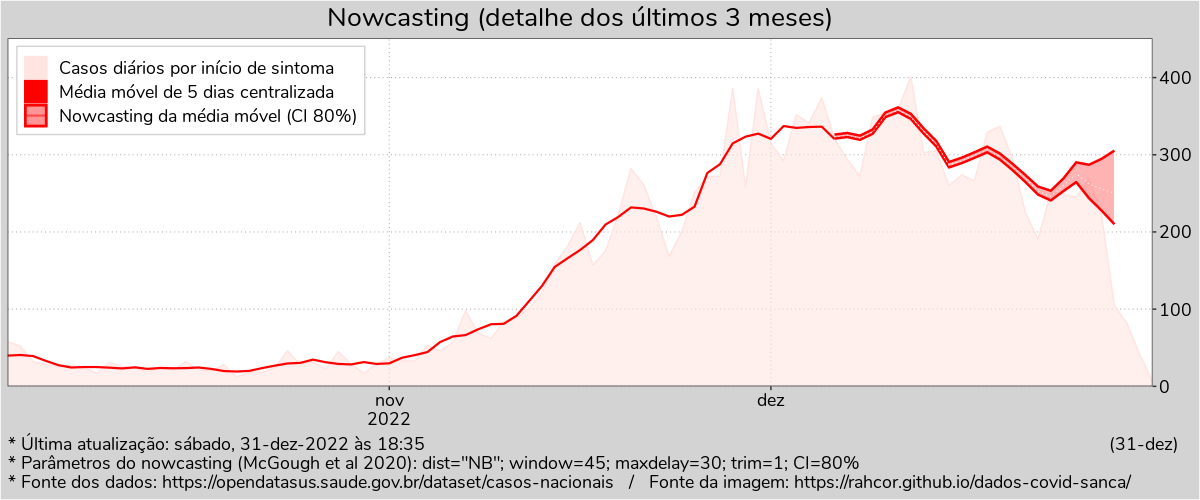 Nowcasting (detalhe dos últimos 3 meses)
Casos diários por início de sintoma
Média móvel de 5 dias centralizada
Nowcasting da média móvel (CI 80%)
400
300
200
100
0
nov
2022
dez
* Última atualização: sábado, 31-dez-2022 às 18:35
(31-dez)
* Parâmetros do nowcasting (McGough et al 2020): dist="NB"; window=45; maxdelay=30; trim=1; CI=80%
* Fonte dos dados: https://opendatasus.saude.gov.br/dataset/casos-nacionais / Fonte da imagem: https://rahcor.github.io/dados-covid-sanca/